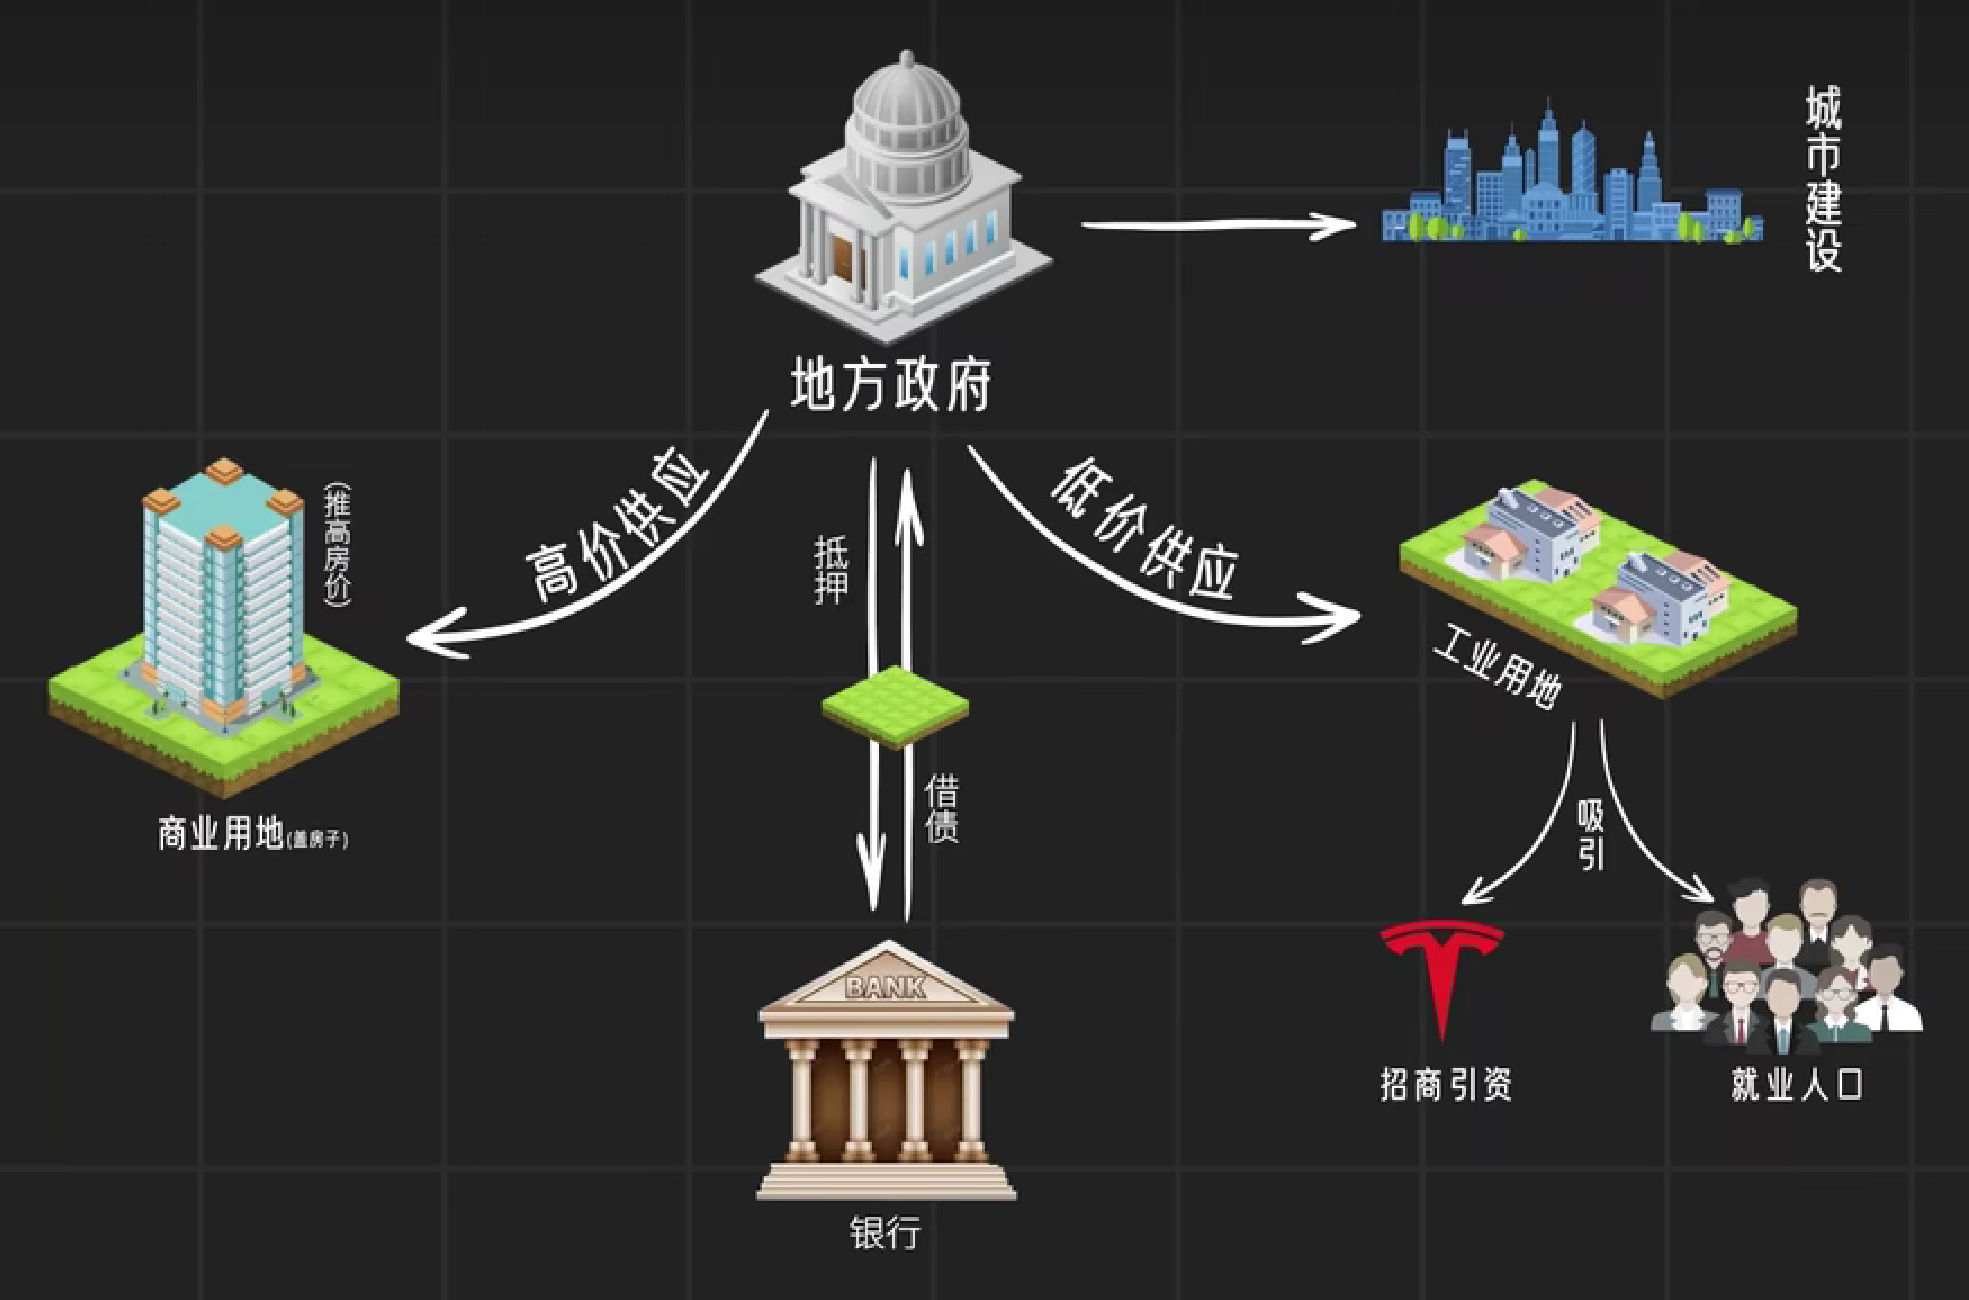 城市建设
地方政府
高价供应
低价供应
(推高房价)
抵押
工业用地
借债
商业用地(盖房子)
吸引
BANK
招商引资
就业人口
银行